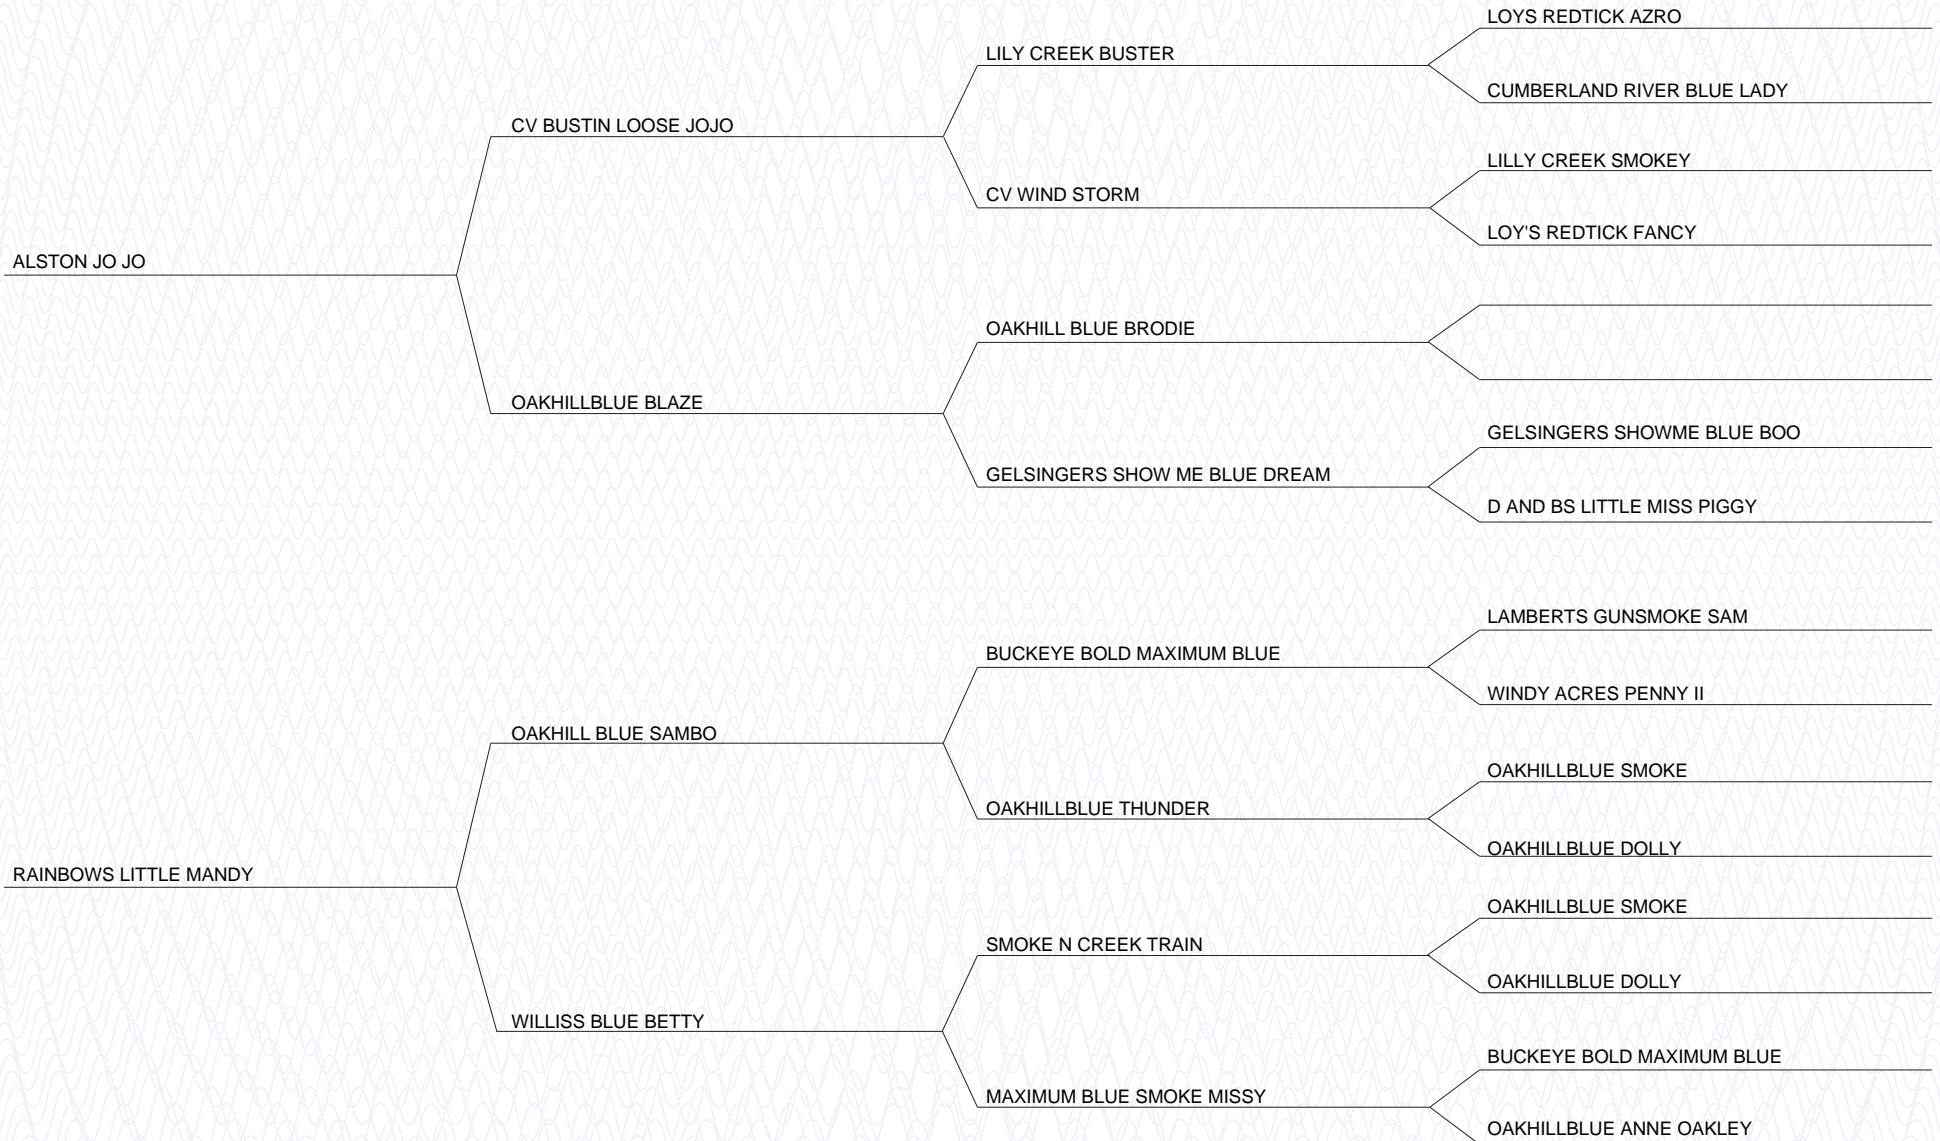 LOYS REDTICK AZRO
LILY CREEK BUSTER
CUMBERLAND RIVER BLUE LADY
CV BUSTIN LOOSE JOJO
LILLY CREEK SMOKEY
CV WIND STORM
LOY'S REDTICK FANCY
ALSTON JO JO
OAKHILL BLUE BRODIE
OAKHILLBLUE BLAZE
GELSINGERS SHOWME BLUE BOO
GELSINGERS SHOW ME BLUE DREAM
D AND BS LITTLE MISS PIGGY
LAMBERTS GUNSMOKE SAM
BUCKEYE BOLD MAXIMUM BLUE
WINDY ACRES PENNY II
OAKHILL BLUE SAMBO
OAKHILLBLUE SMOKE
OAKHILLBLUE THUNDER
OAKHILLBLUE DOLLY
RAINBOWS LITTLE MANDY
OAKHILLBLUE SMOKE
SMOKE N CREEK TRAIN
OAKHILLBLUE DOLLY
WILLISS BLUE BETTY
BUCKEYE BOLD MAXIMUM BLUE
MAXIMUM BLUE SMOKE MISSY
OAKHILLBLUE ANNE OAKLEY